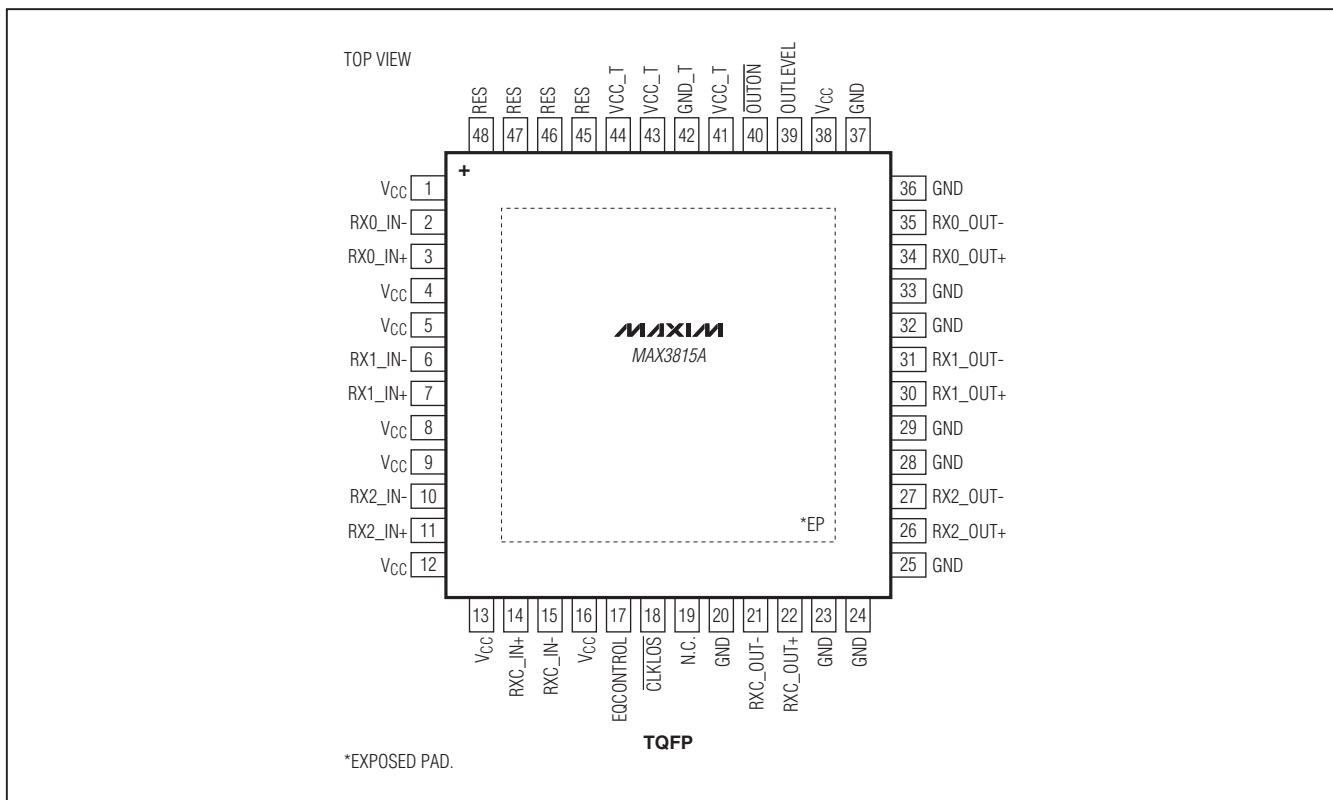 TOP VIEW
RES RES RES RES VCC_T VCC_T GND_T VCC_T OUTON OUTLEVEL VCC GND
48 47 46 45 44 43 42 41 40 39 38 37
+
VCC 1 36 GND
RX0_IN- 2 35 RX0_OUT-
RX0_IN+ 3 34 RX0_OUT+
VCC 4 33 GND
VCC 5 32 GND
MAXIM
MAX3815A
RX1_IN- 6 31 RX1_OUT-
RX1_IN+ 7 30 RX1_OUT+
VCC 8 29 GND
VCC 9 28 GND
RX2_IN- 10 27 RX2_OUT-
RX2_IN+ 11 26 RX2_OUT+
*EP
VCC 12 25 GND
13 14 15 16 17 18 19 20 21 22 23 24
VCC RXC_IN+ RXC_IN- VCC EQCONTROL CLKLOS N.C. GND RXC_OUT- RXC_OUT+ GND GND
TQFP
*EXPOSED PAD.